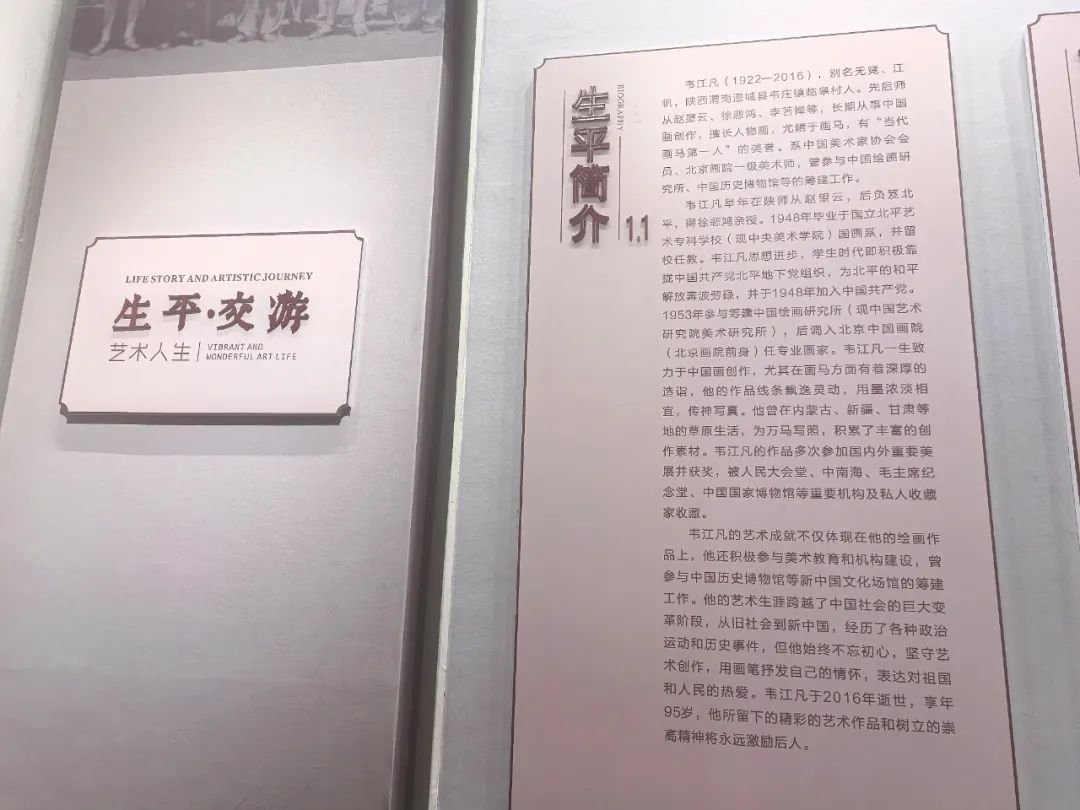 LIFE STORY AND ARTISTIC JOURNEY
生平·交游
艺术人生
VIBRANT AND
WONDERFUL ART LIFE
生平简介
BIOGRAPHY
1.1
韦江凡（1922—2016），别名无觉、江
帆，陕西渭南澄城县韦庄镇临皋村人。先后师
从赵望云、徐悲鸿、李苦禅等，长期从事中国
画创作，擅长人物画，尤精于画马，有“当代
画马第一人”的美誉。系中国美术家协会会
员、北京画院一级美术师，曾参与中国绘画研
究所、中国历史博物馆等的筹建工作。
韦江凡早年在陕师从赵望云，后负笈北
平，得徐悲鸿亲授。1948年毕业于国立北平艺
术专科学校（现中央美术学院）国画系，并留
校任教。韦江凡思想进步，学生时代即积极靠
拢中国共产党北平地下党组织，为北平的和平
解放奔波劳碌，并于1948年加入中国共产党。
1953年参与筹建中国绘画研究所（现中国艺术
研究院美术研究所），后调入北京中国画院
（北京画院前身）任专业画家。韦江凡一生致
力于中国画创作，尤其在画马方面有着深厚的
造诣，他的作品线条飘逸灵动，用墨浓淡相
宜，传神写真。他曾在内蒙古、新疆、甘肃等
地的草原生活，为万马写照，积累了丰富的创
作素材。韦江凡的作品多次参加国内外重要美
展并获奖，被人民大会堂、中南海、毛主席纪
念堂、中国国家博物馆等重要机构及私人收藏
家收藏。
韦江凡的艺术成就不仅体现在他的绘画作
品上，他还积极参与美术教育和机构建设，曾
参与中国历史博物馆等新中国文化场馆的筹建
工作。他的艺术生涯跨越了中国社会的巨大变
革阶段，从旧社会到新中国，经历了各种政治
运动和历史事件，但他始终不忘初心，坚守艺
术创作，用画笔抒发自己的情怀，表达对祖国
和人民的热爱。韦江凡于2016年逝世，享年
95岁，他所留下的精彩的艺术作品和树立的崇
高精神将永远激励后人。